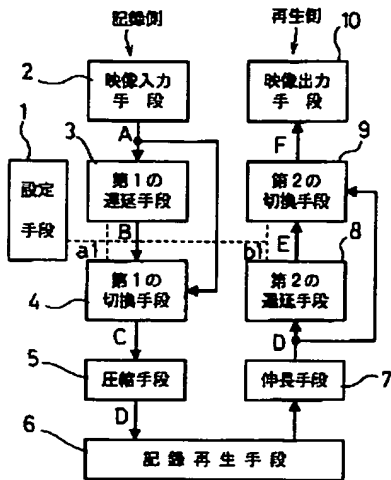 記録側
再生側
2
映像入力
手段
10
映像出力
手段
1
設定
手段
A
F
3
第1の
遅延手段
9
第2の
切換手段
B
E
a
b
4
第1の
切換手段
8
第2の
遅延手段
C
D
5
圧縮手段
7
伸長手段
D
6
記録再生手段